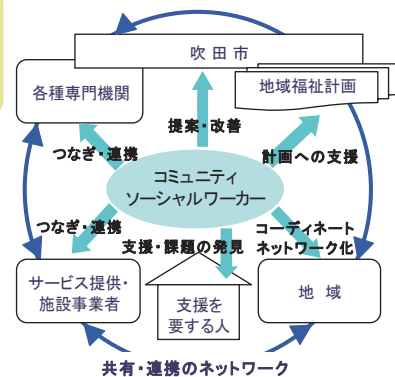 吹田市
各種専門機関
地域福祉計画
提案・改善
つなぎ・連携
計画への支援
コミュニティ
ソーシャルワーカー
つなぎ・連携
支援・課題の発見
コーディネート
ネットワーク化
サービス提供・
施設事業者
支援を
要する人
地 域
共有・連携のネットワーク